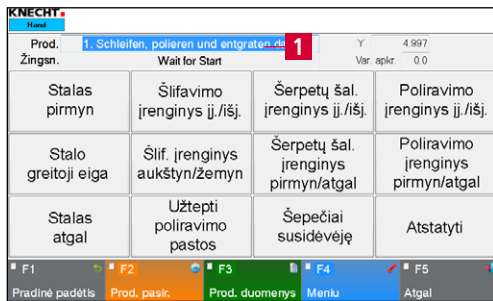 KNECHT
Hand
Prod. 1. Schleifen, polieren und entgraten 1 Y 4.997
Žingsn. Wait for Start Var. apkr. 0.0
Stalas
pirmyn
Šlifavimo
įrenginys įj./išj.
Šerpetų šal.
įrenginys įj./išj.
Poliravimo
įrenginys įj./išj.
Stalo
greitoji eiga
Šlif. įrenginys
aukštyn/žemyn
Šerpetų šal.
įrenginys
pirmyn/atgal
Poliravimo
įrenginys
pirmyn/atgal
Stalas
atgal
Užtepti
poliravimo
pastos
Šepečiai
susidėvėję
Atstatyti
F1 F2 F3 F4 F5
Pradinė padėtis Prod. pasir. Prod. duomenys Meniu Atgal